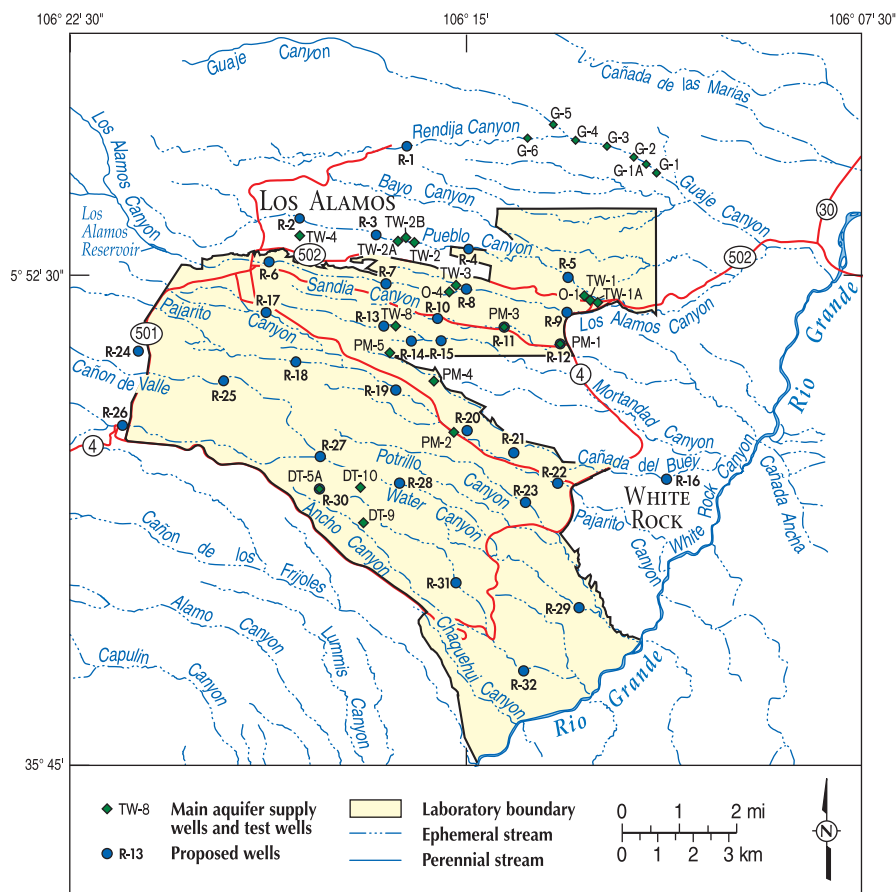 106° 22' 30"
106° 15'
106° 07' 30"
Guaje Canyon
Cañada de las Marias
G-5
Rendija Canyon
G-4
G-3
G-6
G-2
G-1
G-1A
R-1
Los Alamos Canyon
Bayo Canyon
Guaje Canyon
LOS ALAMOS
30
Los
Alamos
Reservoir
R-2
R-3
TW-2B
TW-4
Pueblo Canyon
TW-2A
TW-2
R-4
502
502
5° 52' 30"
R-6
R-7
TW-3
R-5
Sandia Canyon
O-4
R-8
TW-1
O-1
TW-1A
Pajarito Canyon
R-17
R-10
PM-3
R-9
Los Alamos Canyon
R-13
TW-8
501
R-11
PM-1
R-12
R-24
PM-5
R-14
R-15
4
Rio Grande
Cañon de Valle
R-18
PM-4
R-25
R-19
Mortandad Canyon
R-26
R-20
PM-2
R-21
4
R-27
Potrillo Canyon
Cañada del Buey
DT-5A
DT-10
R-28
R-22
R-16
R-30
Water Canyon
R-23
WHITE
ROCK
White Rock Canyon
Cañada Ancha
DT-9
Ancho Canyon
Pajarito Canyon
Cañon de los Frijoles
R-31
R-29
Alamo Canyon
Lummis Canyon
Chaquehui Canyon
Capulin Canyon
R-32
Rio Grande
35° 45'
TW-8
Main aquifer supply
wells and test wells
R-13
Proposed wells
Laboratory boundary
Ephemeral stream
Perennial stream
0 1 2 mi
0 1 2 3 km
N